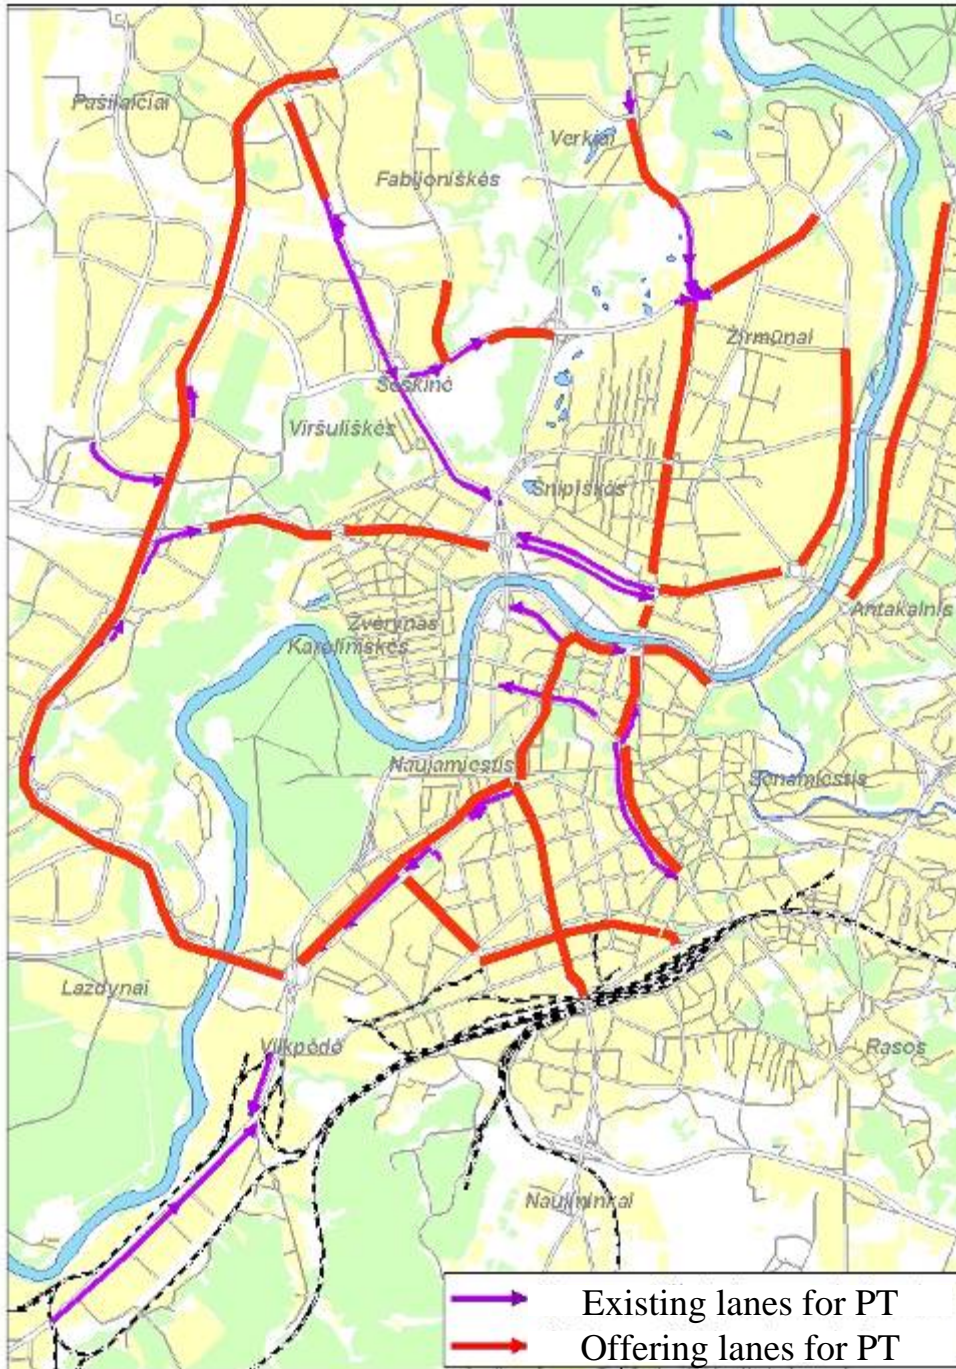 Pašilaičiai
Verkiai
Fabijoniškės
Žirmūnai
Šeškinė
Viršuliškės
Šnipiškės
Antakalnis
Žvėrynas
Karoliniškės
Naujamiestis
Senamiestis
Lazdynai
Vilkpėdė
Rasos
Naujininkai
Existing lanes for PT
Offering lanes for PT